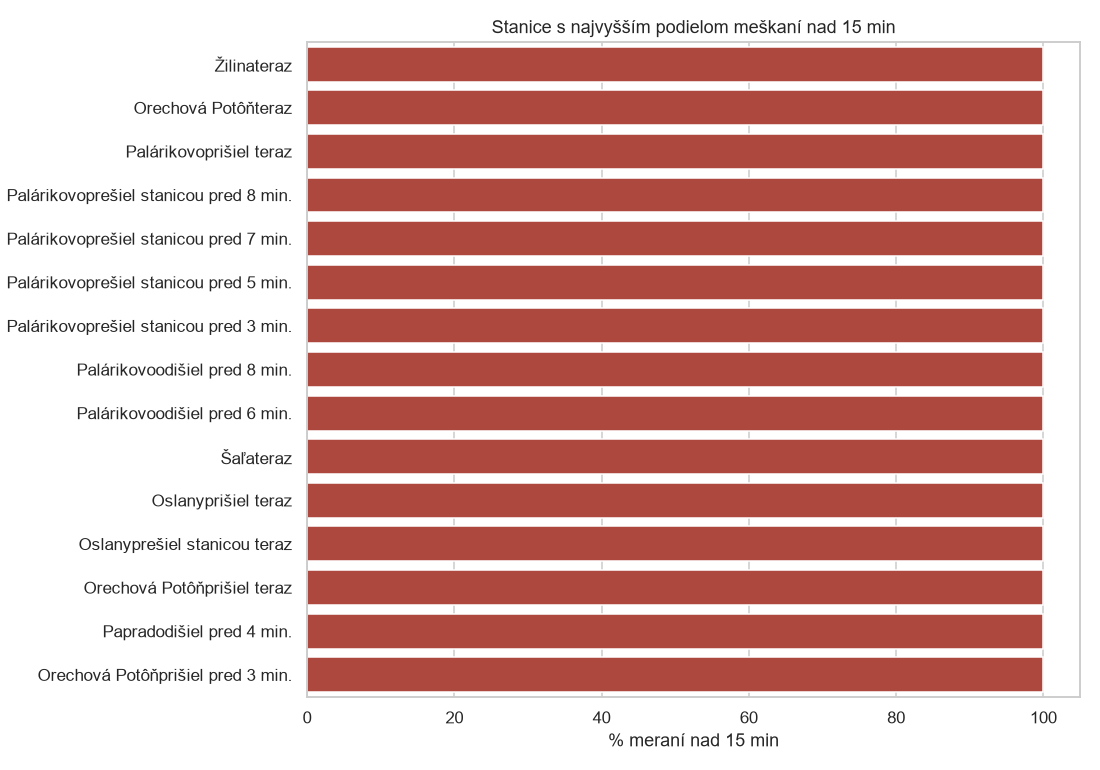 Stanice s najvyšším podielom meškaní nad 15 min
Žilinateraz
Orechová Potôňteraz
Palárikovoprišiel teraz
Palárikovoprešiel stanicou pred 8 min.
Palárikovoprešiel stanicou pred 7 min.
Palárikovoprešiel stanicou pred 5 min.
Palárikovoprešiel stanicou pred 3 min.
Palárikovoodišiel pred 8 min.
Palárikovoodišiel pred 6 min.
Šaľateraz
Oslanyprišiel teraz
Oslanyprešiel stanicou teraz
Orechová Potôňprišiel teraz
Papradodišiel pred 4 min.
Orechová Potôňprišiel pred 3 min.
0 20 40 60 80 100
% meraní nad 15 min